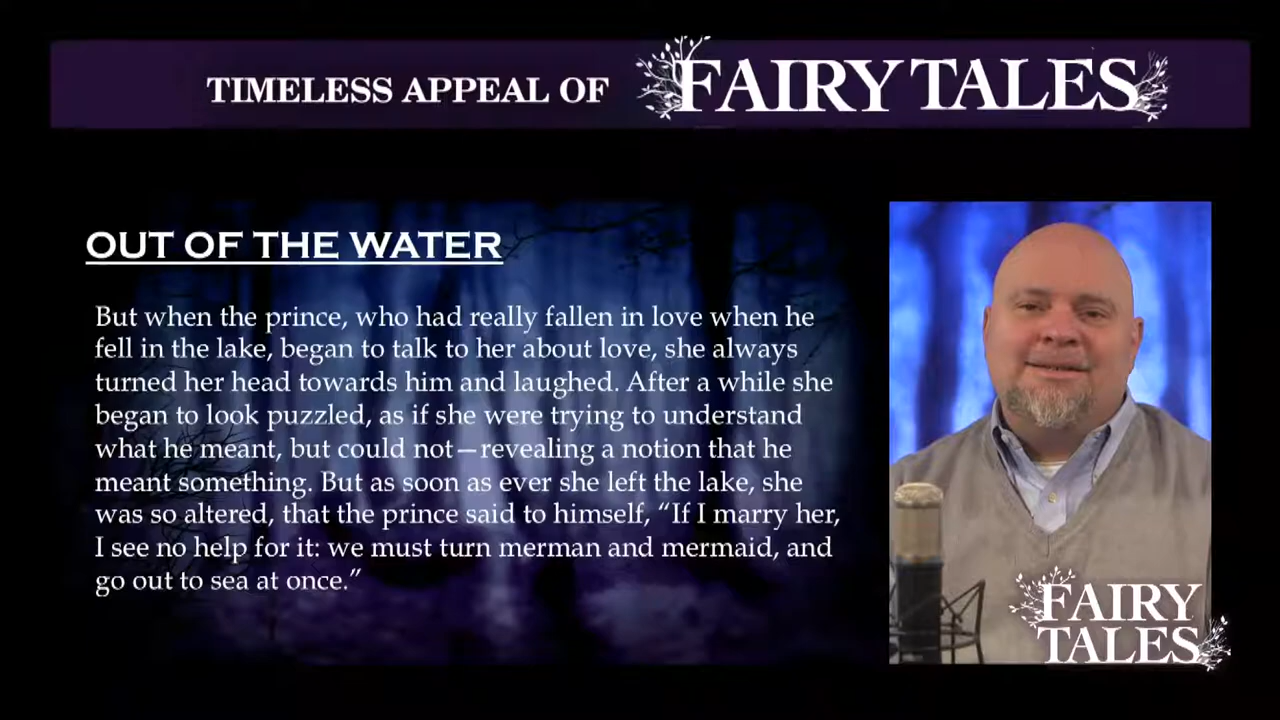 TIMELESS APPEAL OF FAIRY TALES
OUT OF THE WATER
But when the prince, who had really fallen in love when he
fell in the lake, began to talk to her about love, she always
turned her head towards him and laughed. After a while she
began to look puzzled, as if she were trying to understand
what he meant, but could not—revealing a notion that he
meant something. But as soon as ever she left the lake, she
was so altered, that the prince said to himself, “If I marry her,
I see no help for it: we must turn merman and mermaid, and
go out to sea at once.”
FAIRY
TALES